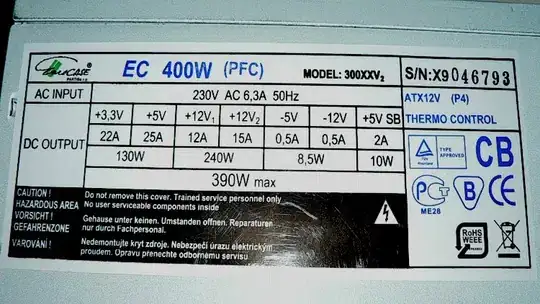 EC 400W (PFC)
MODEL: 300XXV2
S/N:X9046793
AC INPUT 230V AC 6,3A 50Hz
ATX12V (P4)
THERMO CONTROL
DC OUTPUT
+3,3V +5V +12V1 +12V2 -5V -12V +5V SB
22A 25A 12A 15A 0,5A 0,5A 2A
130W 240W 8,5W 10W
390W max
TYPE APPROVED
CB
CE
ME28
RoHS
WEEE
CAUTION !
HAZARDOUS AREA
Do not remove this cover. Trained service personnel only
No user serviceable components inside
VORSICHT !
GEFAHRENZONE
Gehause unter keinen. Umstanden offnen. Reparaturen
nur durch Fachpersonal.
VAROVÁNÍ !
Nedemontujte kryt zdroje. Nebezpečí úrazu elektrickým
proudem. Opravu prenechte odbornému servisu